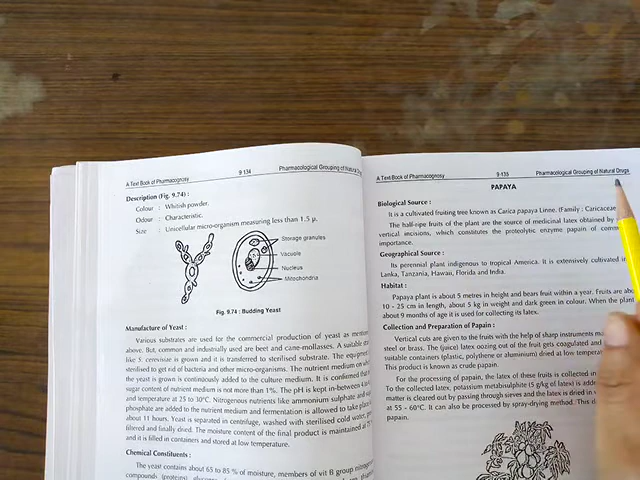 A Text Book of Pharmacognosy 9·134 Pharmacological Grouping of Natural
Description (Fig. 9.74) :
Colour : Whitish powder.
Odour : Characteristic.
Size : Unicellular micro-organism measuring less than 1.5 μ.
Storage granules
Vacuole
Nucleus
Mitochondria
Fig. 9.74 : Budding Yeast
Manufacture of Yeast :
Various substrates are used for the commercial production of yeast as
above. But, common and industrially used are beet and cane-mollasses. A suitable
like S. cerevisiae is grown and it is transferred to sterilised substrate. The
sterilised to get rid of bacteria and other micro-organisms. The nutrient medium
the yeast is grown is continuously added to the culture medium. It is confirmed
sugar content of nutrient medium is not more than 1%. The pH is kept in-between
and temperature at 25 to 30°C. Nitrogenous nutrients like ammonium sulphate and
phosphate are added to the nutrient medium and fermentation is allowed to take
about 11 hours. Yeast is separated in centrifuge, washed with sterilised cold water,
filtered and finally dried. The moisture content of the final product is maintained at
and it is filled in containers and stored at low temperature.
Chemical Constituents :
The yeast contains about 65 to 85 % of moisture, members of vit B group
compounds (proteins)
A Text Book of Pharmacognosy 9·135 Pharmacological Grouping of Natural Drugs
PAPAYA
Biological Source :
It is a cultivated fruiting tree known as Carica papaya Linne. (Family : Caricaceae
The half-ripe fruits of the plant are the source of medicinal latex obtained by
vertical incisions, which constitutes the proteolytic enzyme papain of
importance.
Geographical Source :
Its perennial plant indigenous to tropical America. It is extensively cultivated in
Lanka, Tanzania, Hawaii, Florida and India.
Habitat :
Papaya plant is about 5 metres in height and bears fruit within a year. Fruits are
10 - 25 cm in length, about 5 kg in weight and dark green in colour. When the plant
about 9 months of age it is used for collecting its latex.
Collection and Preparation of Papain :
Vertical cuts are given to the fruits with the help of sharp instruments
steel or brass. The (juice) latex oozing out of the fruit gets coagulated and
suitable containers (plastic, polythene or aluminium) dried at low
This product is known as crude papain.
For the processing of papain, the latex of these fruits is collected in
To the collected latex, potassium metabisulphite (5 g/kg of latex) is
matter is cleared out by passing through sieves and the latex is dried in
at 55 - 60°C. It can also be processed by spray-drying method. This
papain.